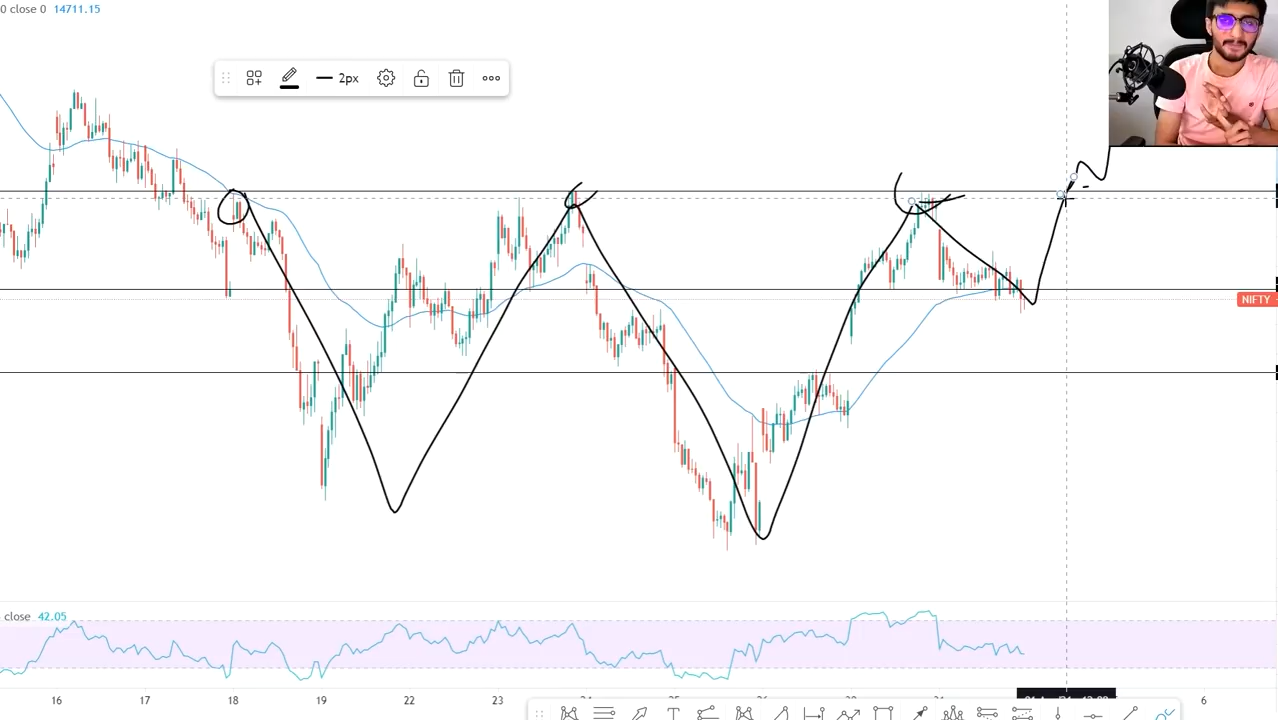 0 close 0 14711.15
2px
NIFTY
close 42.05
16 17 18 19 22 23 6